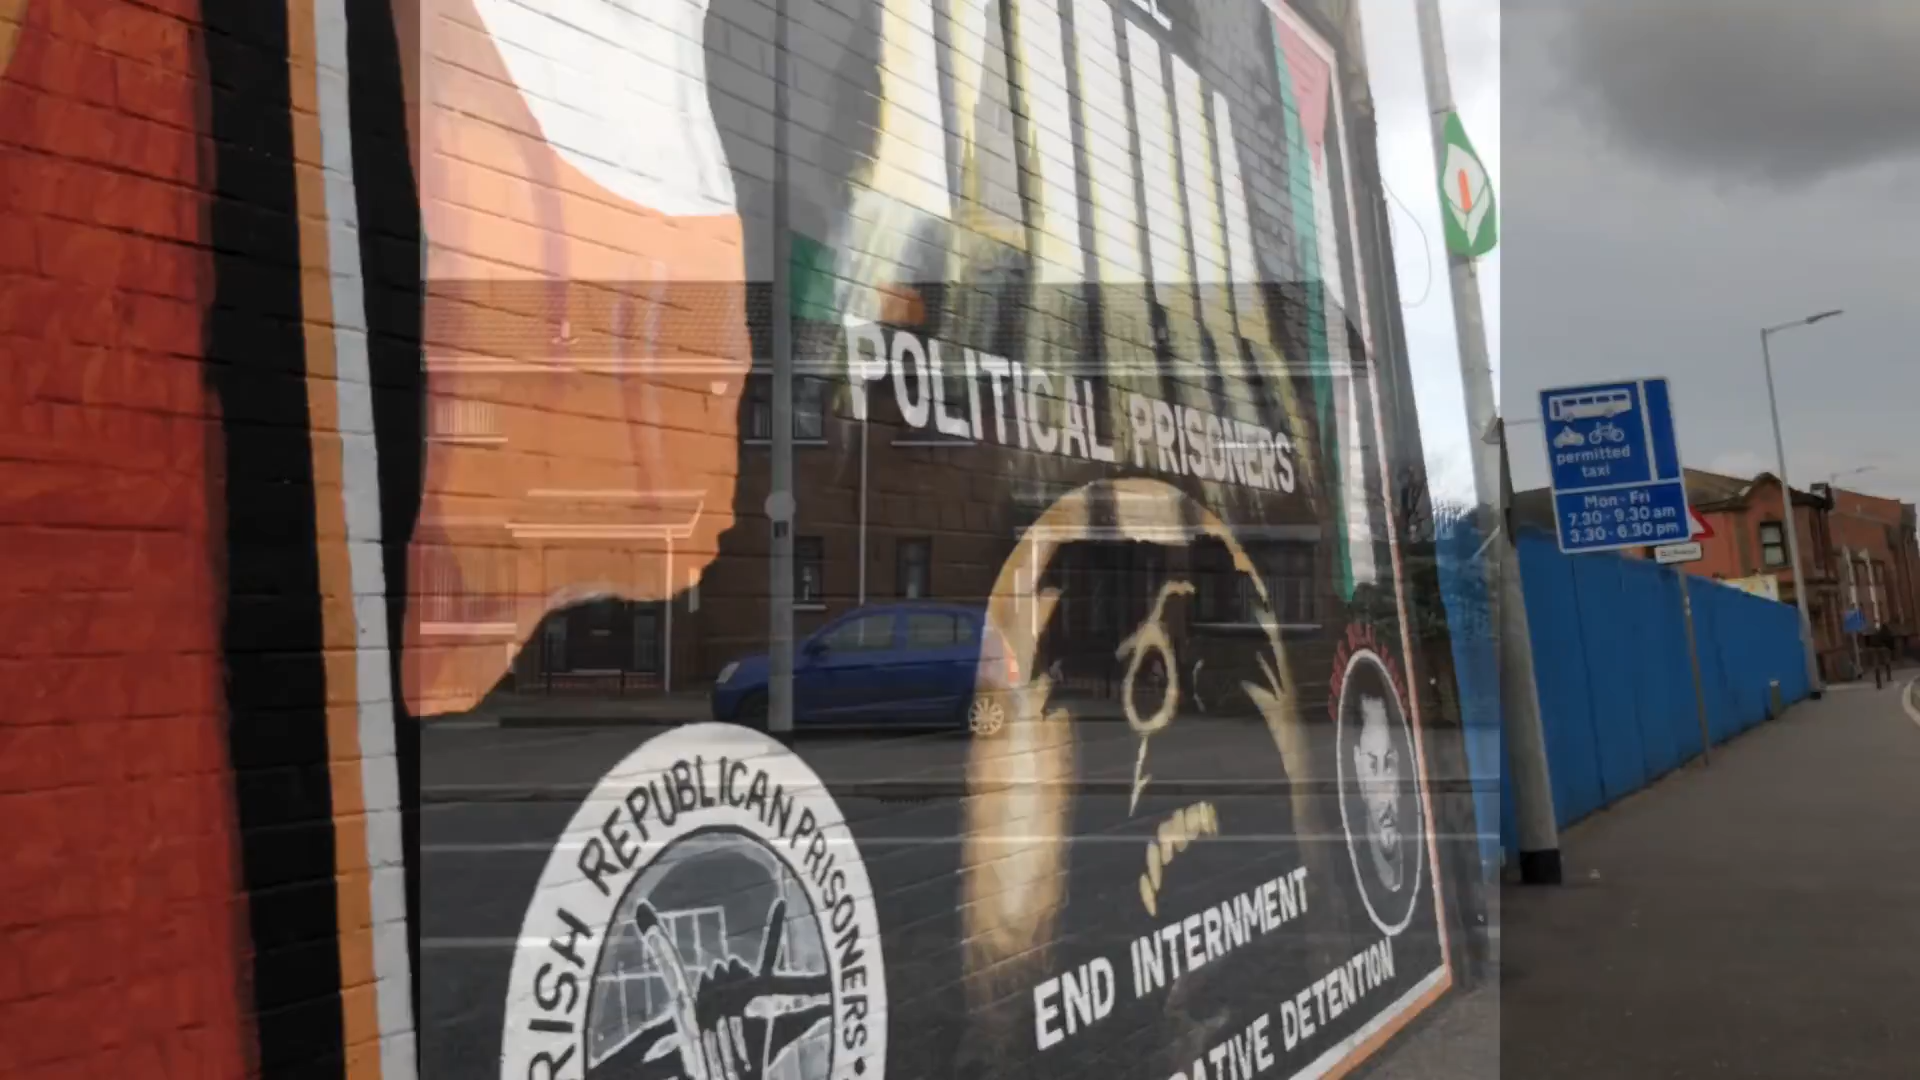 POLITICAL PRISONERS
IRISH REPUBLICAN PRISONERS
END INTERNMENT
DETENTION
permitted
taxi
Mon - Fri
7.30 - 9.30 am
3.30 - 6.30 pm